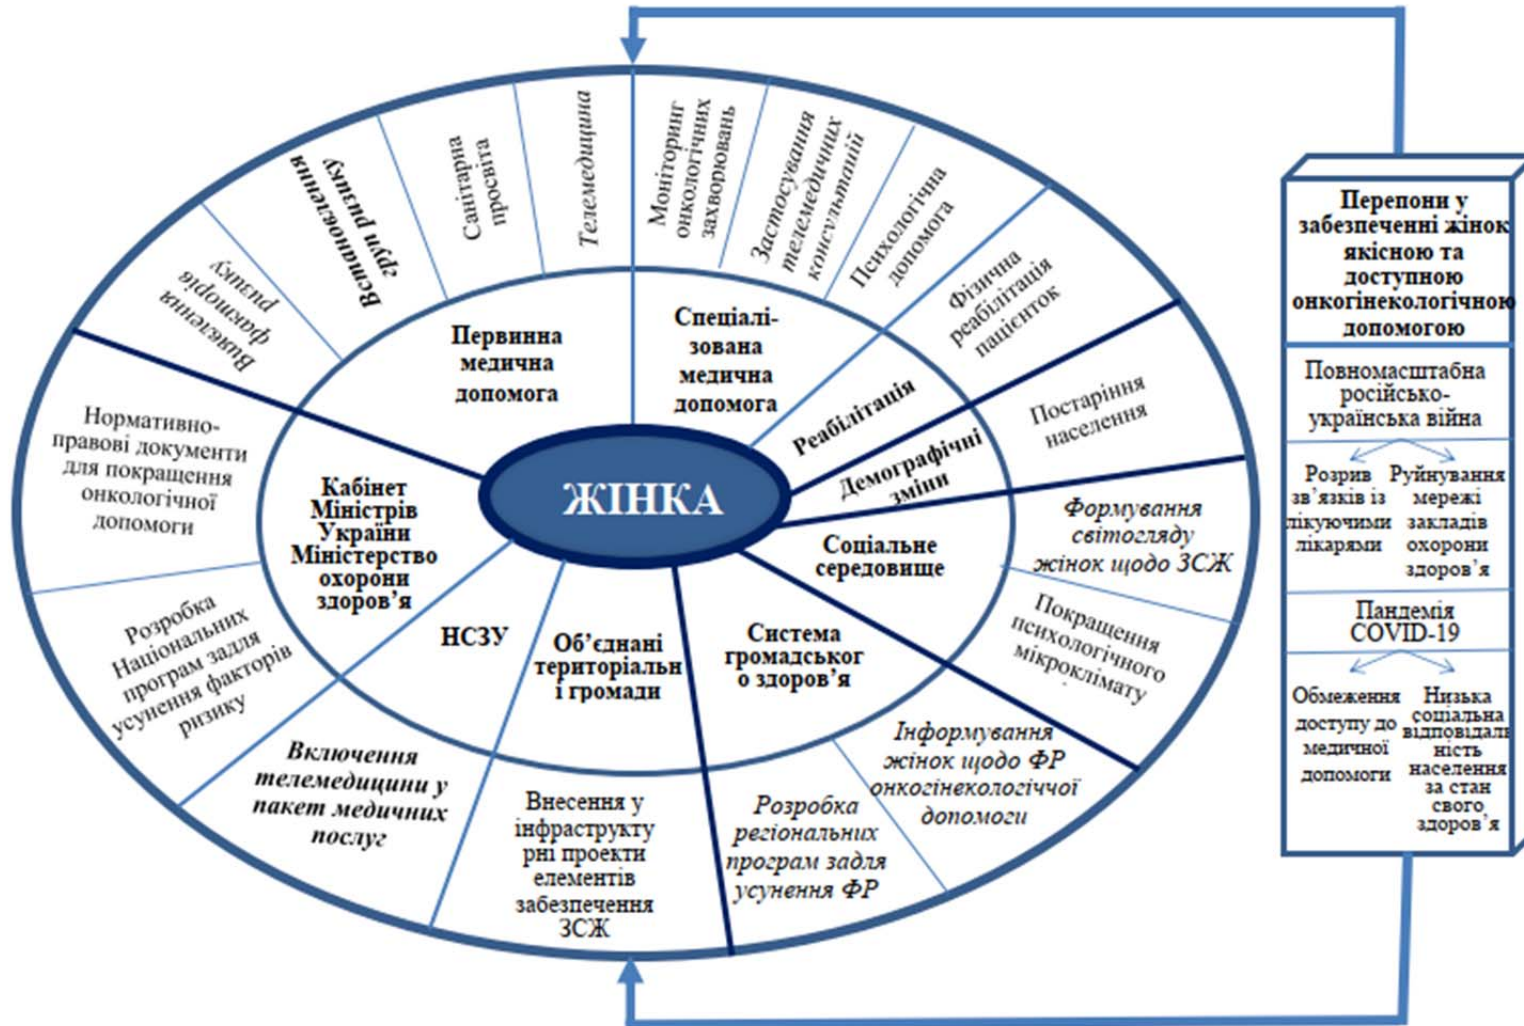 Виявлення
факторів
ризику
Встановлення
груп ризику
Санітарна
просвіта
Телемедицина
Моніторинг
онкологічних
захворювань
Застосування
телемедичних
консультацій
Психологічна
допомога
Фізична
реабілітація
пацієнток
Первинна
медична
допомога
Спеціалі-
зована
медична
допомога
Реабілітація
Демографічні
зміни
Постаріння
населення
Нормативно-
правові документи
для покращення
онкологічної
допомоги
Кабінет
Міністрів
України
Міністерство
охорони
здоров’я
ЖІНКА
Соціальне
середовище
Формування
світогляду
жінок щодо ЗСЖ
Покращення
психологічного
мікроклімату
.
Розробка
Національних
програм задля
усунення факторів
ризику
НСЗУ
Об’єднані
територіальн
і громади
Система
громадськог
о здоров’я
Включення
телемедицини у
пакет медичних
послуг
Внесення у
інфраструкту
рні проекти
елементів
забезпечення
ЗСЖ
Розробка
регіональних
програм задля
усунення ФР
Інформування
жінок щодо ФР
онкогінекологіччої
допомоги
Перепони у
забезпеченні жінок
якісною та
доступною
онкогінекологічною
допомогою
Повномасштабна
російсько-
українська війна
Розрив
зв’язків із
лікуючими
лікарями
Руйнування
мережі
закладів
охорони
здоров’я
Пандемія
COVID-19
Обмеження
доступу до
медичної
допомоги
Низька
соціальна
відповідаль
ність
населення
за стан
свого
здоров’я